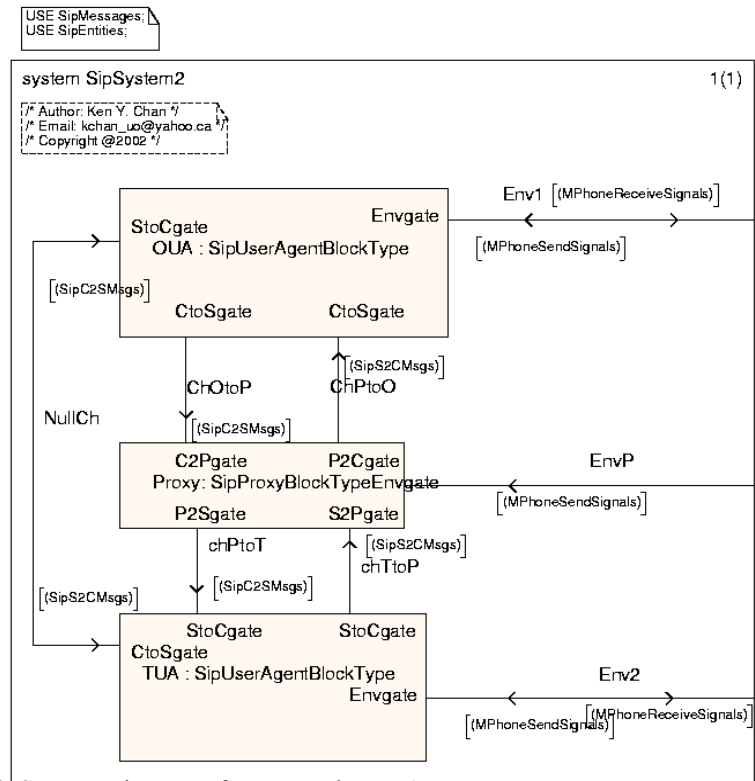 USE SipMessages;
USE SipEntities;
system SipSystem2
1(1)
/* Author: Ken Y. Chan */
/* Email: kchan_uo@yahoo.ca */
/* Copyright @2002 */
Env1
[(MPhoneReceiveSignals)]
Envgate
StoCgate
OUA : SipUserAgentBlockType
[(MPhoneSendSignals)]
[(SipC2SMsgs)]
CtoSgate
CtoSgate
[(SipS2CMsgs)]
ChOtoP
ChPtoO
NullCh
[(SipC2SMsgs)]
C2Pgate
P2Cgate
EnvP
Proxy: SipProxyBlockType
Envgate
[(MPhoneSendSignals)]
P2Sgate
S2Pgate
chPtoT
[(SipS2CMsgs)]
chTtoP
[(SipC2SMsgs)]
[(SipS2CMsgs)]
StoCgate
StoCgate
CtoSgate
TUA : SipUserAgentBlockType
Env2
Envgate
[(MPhoneSendSignals)]
[(MPhoneReceiveSignals)]